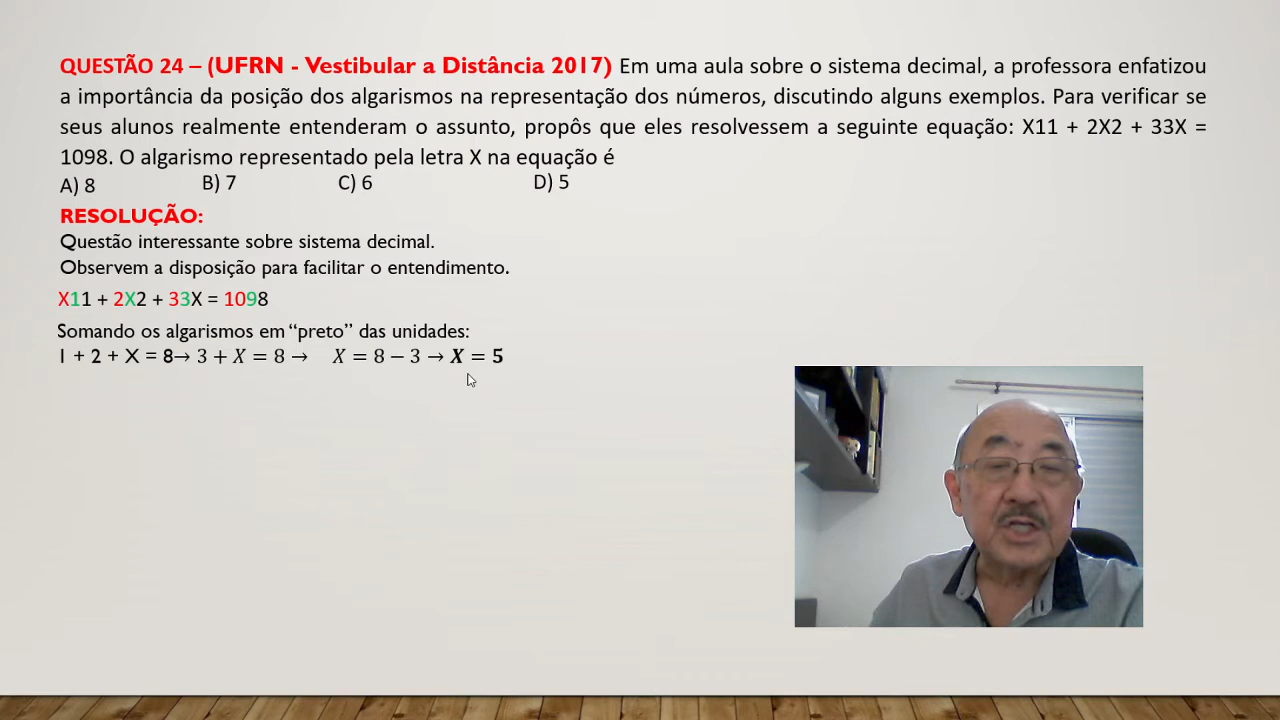 QUESTÃO 24 – (UFRN - Vestibular a Distância 2017) Em uma aula sobre o sistema decimal, a professora enfatizou
a importância da posição dos algarismos na representação dos números, discutindo alguns exemplos. Para verificar se
seus alunos realmente entenderam o assunto, propôs que eles resolvessem a seguinte equação: X11 + 2X2 + 33X =
1098. O algarismo representado pela letra X na equação é
A) 8 B) 7 C) 6 D) 5
RESOLUÇÃO:
Questão interessante sobre sistema decimal.
Observem a disposição para facilitar o entendimento.
X11 + 2X2 + 33X = 1098
Somando os algarismos em “preto” das unidades:
1 + 2 + X = 8→ 3 + X = 8 → X = 8 − 3 → X = 5